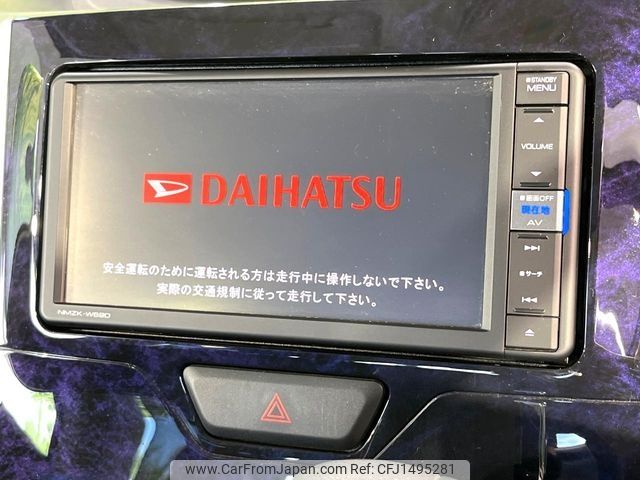 STANDBY
MENU
VOLUME
画面OFF
現在地
AV
サーチ
DAIHATSU
安全運転のために運転される方は走行中に操作しないで下さい。
実際の交通規制に従って走行して下さい。
NMZK-W69D
www.CarFromJapan.com - Ref No: CFJ1495281